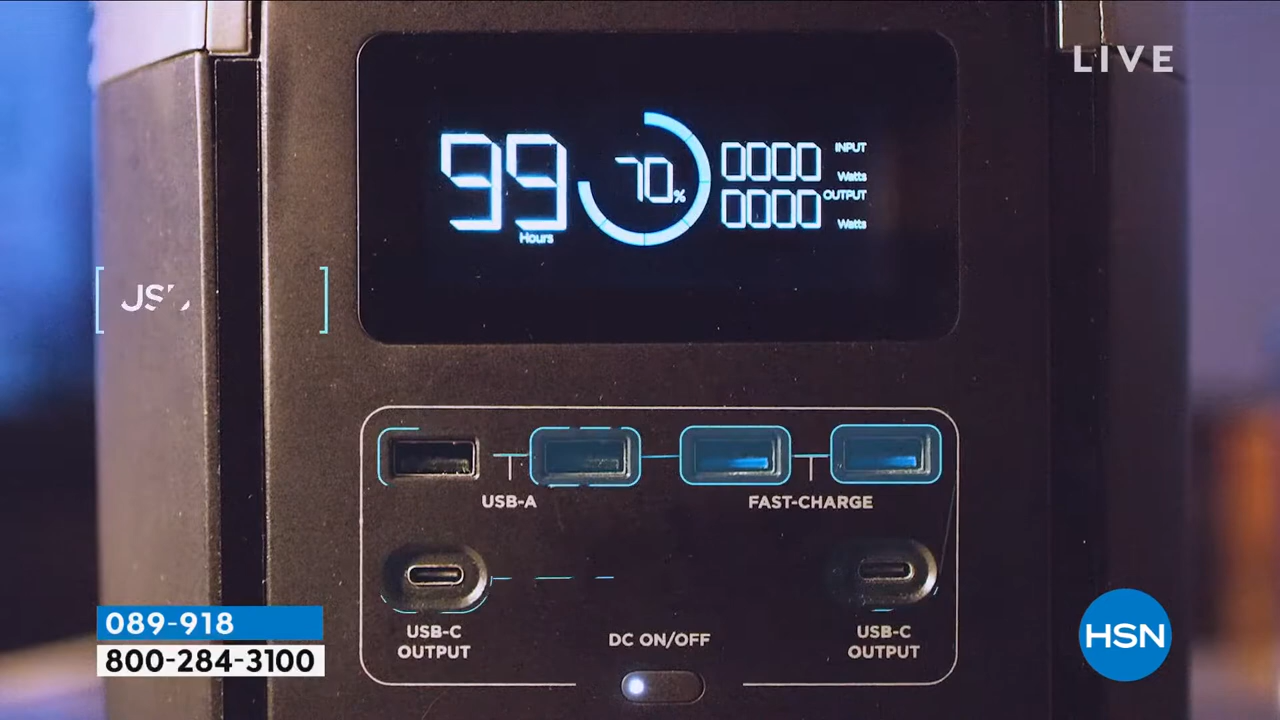 LIVE
99
Hours
70%
0000
INPUT
Watts
0000
OUTPUT
Watts
USB-A
FAST-CHARGE
USB-C
OUTPUT
DC ON/OFF
USB-C
OUTPUT
089-918
800-284-3100
HSN